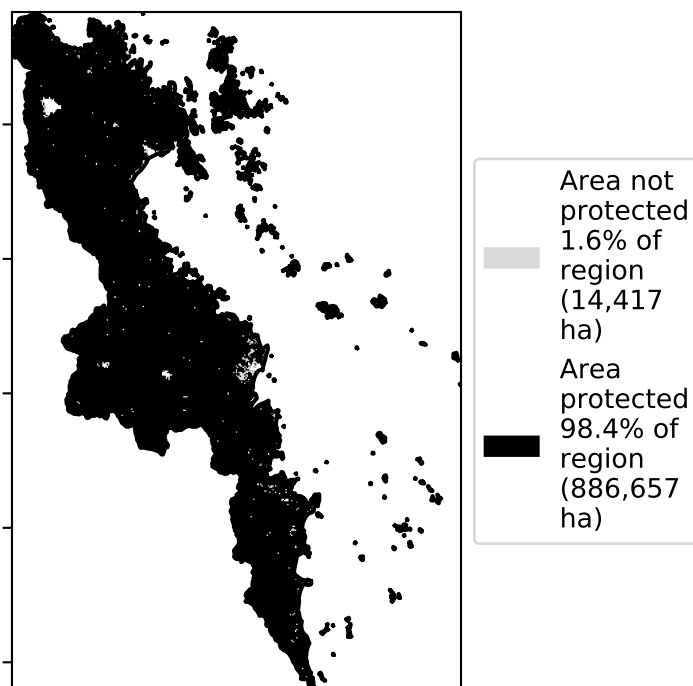 Area not
protected
1.6% of
region
(14,417
ha)
Area
protected
98.4% of
region
(886,657
ha)